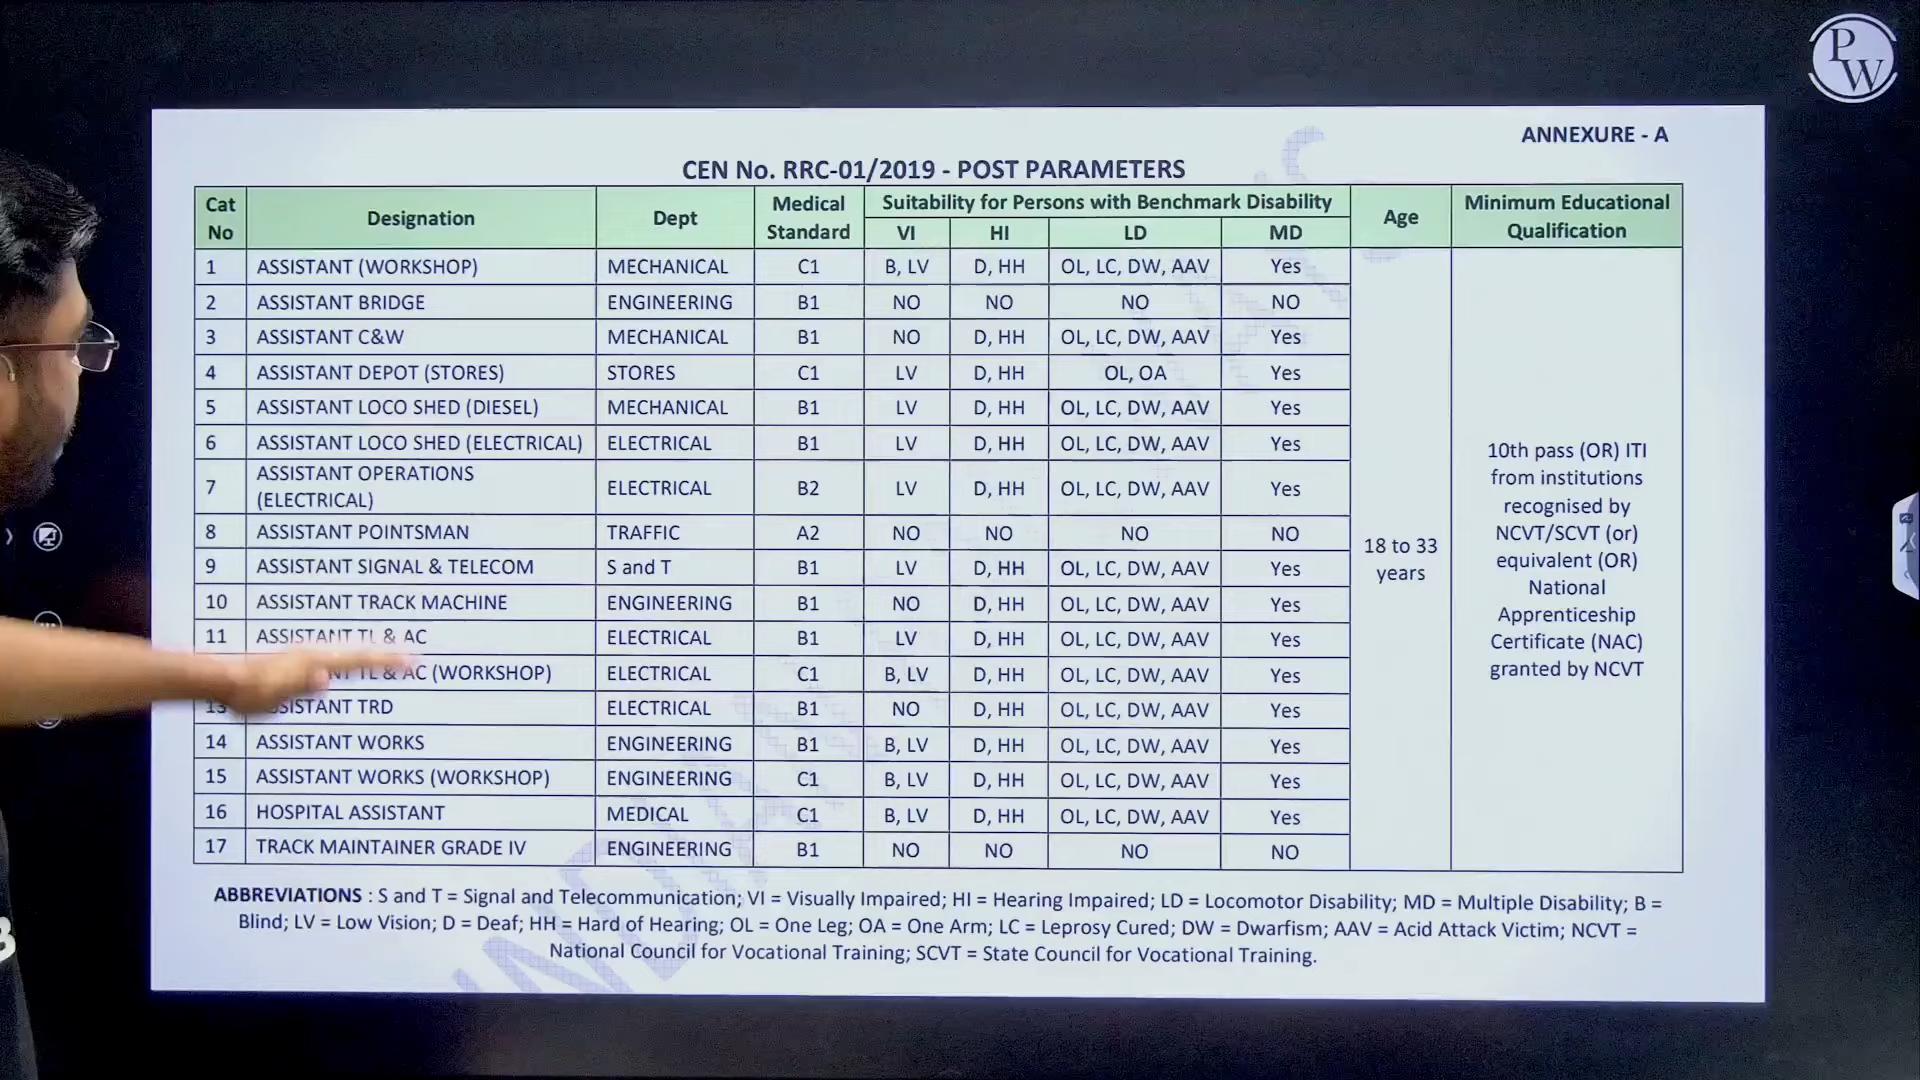 PW
ANNEXURE - A
CEN No. RRC-01/2019 - POST PARAMETERS
Cat No Designation Dept Medical Standard Suitability for Persons with Benchmark Disability Age Minimum Educational Qualification
VI HI LD MD
1 ASSISTANT (WORKSHOP) MECHANICAL C1 B, LV D, HH OL, LC, DW, AAV Yes
2 ASSISTANT BRIDGE ENGINEERING B1 NO NO NO NO
3 ASSISTANT C&W MECHANICAL B1 NO D, HH OL, LC, DW, AAV Yes
4 ASSISTANT DEPOT (STORES) STORES C1 LV D, HH OL, OA Yes
5 ASSISTANT LOCO SHED (DIESEL) MECHANICAL B1 LV D, HH OL, LC, DW, AAV Yes
6 ASSISTANT LOCO SHED (ELECTRICAL) ELECTRICAL B1 LV D, HH OL, LC, DW, AAV Yes
7 ASSISTANT OPERATIONS (ELECTRICAL) ELECTRICAL B2 LV D, HH OL, LC, DW, AAV Yes
8 ASSISTANT POINTSMAN TRAFFIC A2 NO NO NO NO
9 ASSISTANT SIGNAL & TELECOM S and T B1 LV D, HH OL, LC, DW, AAV Yes
10 ASSISTANT TRACK MACHINE ENGINEERING B1 NO D, HH OL, LC, DW, AAV Yes
11 ASSISTANT TL & AC ELECTRICAL B1 LV D, HH OL, LC, DW, AAV Yes
TL & AC (WORKSHOP) ELECTRICAL C1 B, LV D, HH OL, LC, DW, AAV Yes
13 ASSISTANT TRD ELECTRICAL B1 NO D, HH OL, LC, DW, AAV Yes
14 ASSISTANT WORKS ENGINEERING B1 B, LV D, HH OL, LC, DW, AAV Yes
15 ASSISTANT WORKS (WORKSHOP) ENGINEERING C1 B, LV D, HH OL, LC, DW, AAV Yes
16 HOSPITAL ASSISTANT MEDICAL C1 B, LV D, HH OL, LC, DW, AAV Yes
17 TRACK MAINTAINER GRADE IV ENGINEERING B1 NO NO NO NO
18 to 33
years
10th pass (OR) ITI
from institutions
recognised by
NCVT/SCVT (or)
equivalent (OR)
National
Apprenticeship
Certificate (NAC)
granted by NCVT
ABBREVIATIONS : S and T = Signal and Telecommunication; VI = Visually Impaired; HI = Hearing Impaired; LD = Locomotor Disability; MD = Multiple Disability; B =
Blind; LV = Low Vision; D = Deaf; HH = Hard of Hearing; OL = One Leg; OA = One Arm; LC = Leprosy Cured; DW = Dwarfism; AAV = Acid Attack Victim; NCVT =
National Council for Vocational Training; SCVT = State Council for Vocational Training.